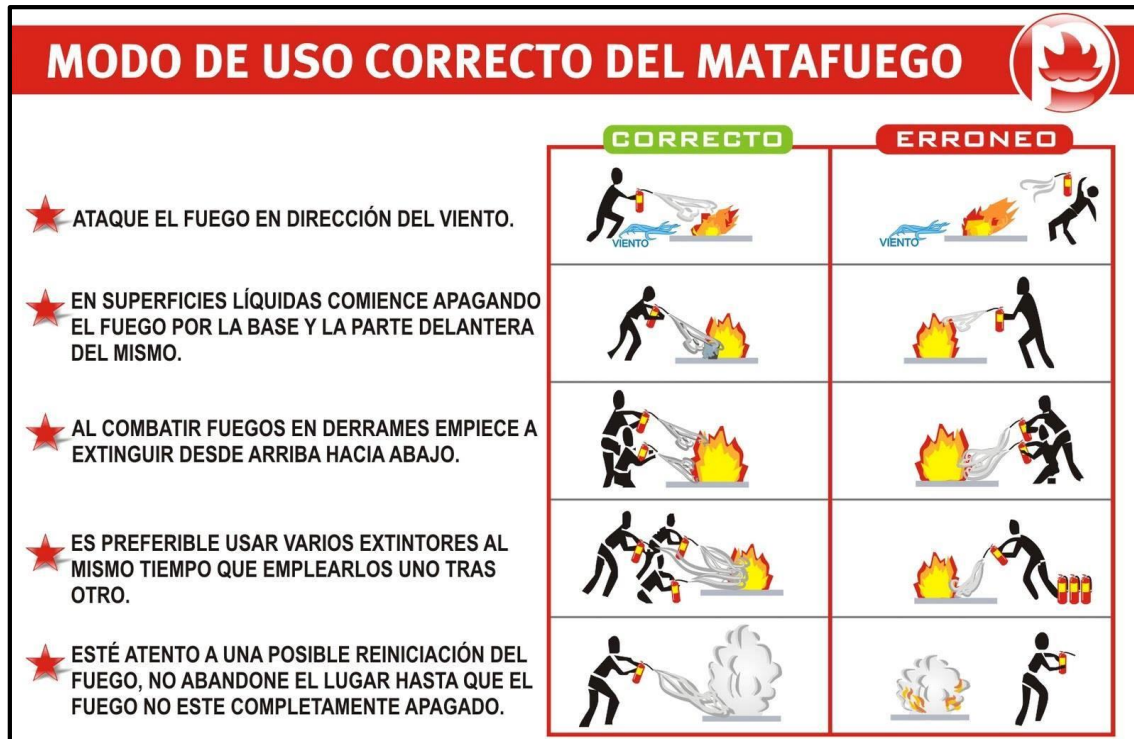 MODO DE USO CORRECTO DEL MATAFUEGO
CORRECTO
ERRONEO
ATAQUE EL FUEGO EN DIRECCIÓN DEL VIENTO.
VIENTO
VIENTO
EN SUPERFICIES LÍQUIDAS COMIENCE APAGANDO
EL FUEGO POR LA BASE Y LA PARTE DELANTERA
DEL MISMO.
AL COMBATIR FUEGOS EN DERRAMES EMPIECE A
EXTINGUIR DESDE ARRIBA HACIA ABAJO.
ES PREFERIBLE USAR VARIOS EXTINTORES AL
MISMO TIEMPO QUE EMPLEARLOS UNO TRAS
OTRO.
ESTÉ ATENTO A UNA POSIBLE REINICIACIÓN DEL
FUEGO, NO ABANDONE EL LUGAR HASTA QUE EL
FUEGO NO ESTE COMPLETAMENTE APAGADO.